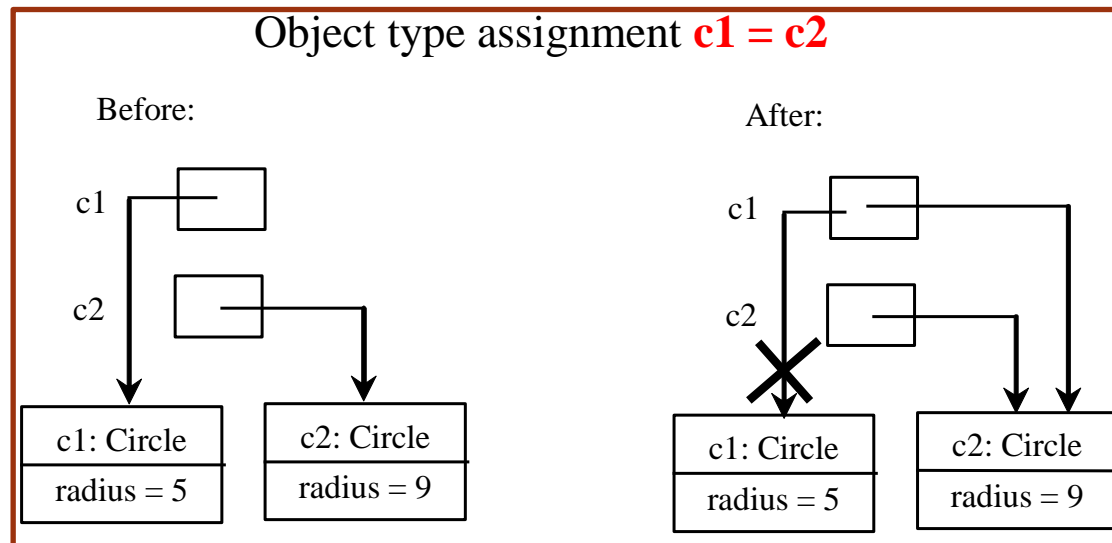 Object type assignment c1 = c2
Before:
c1
c2
c1: Circle
radius = 5
c2: Circle
radius = 9
After:
c1
c2
c1: Circle
radius = 5
c2: Circle
radius = 9